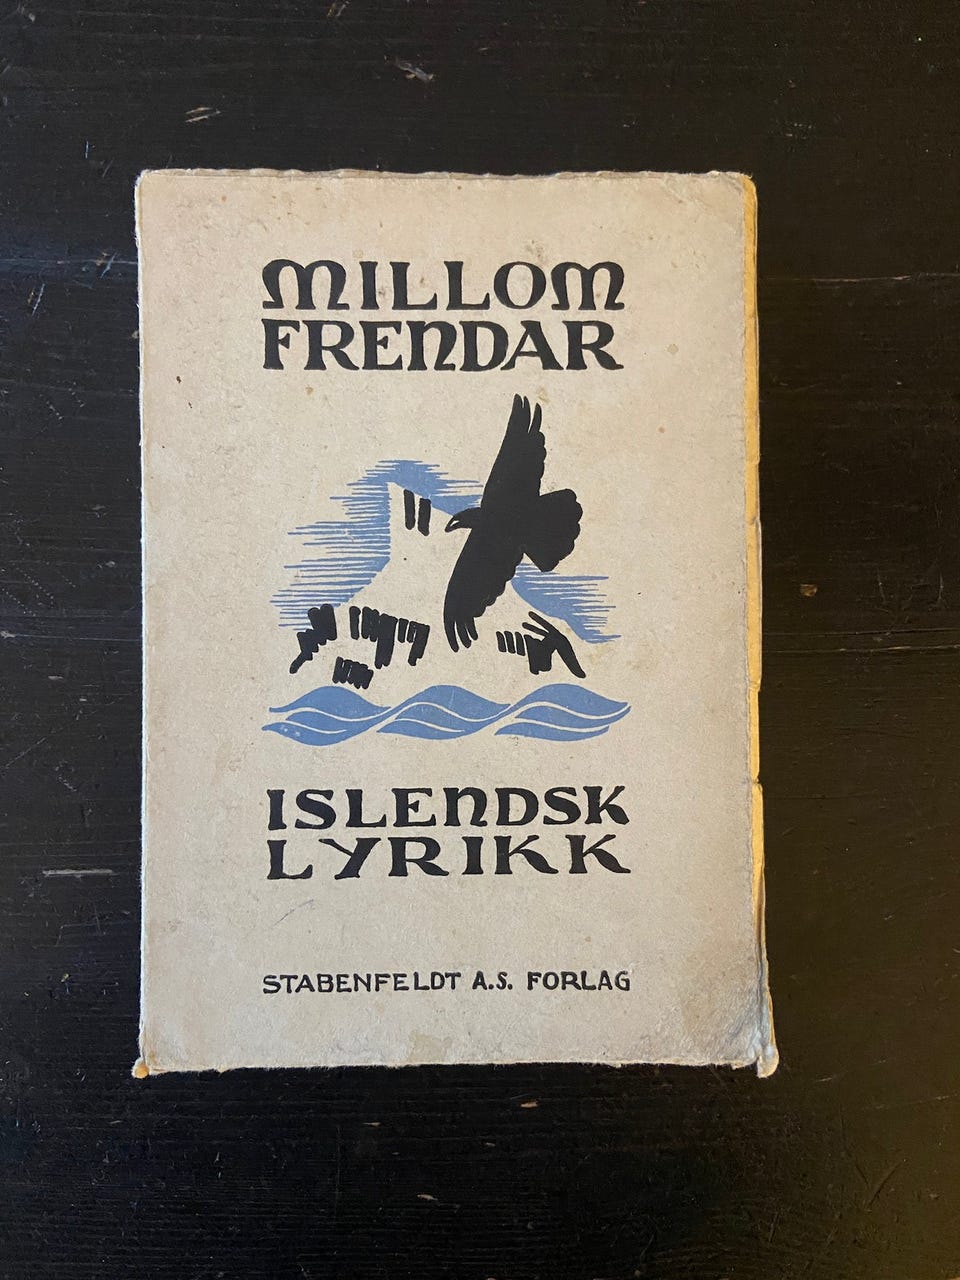 MILLOM
FRENDAR
ISLENDSK
LYRIKK
STABENFELDT A.S. FORLAG